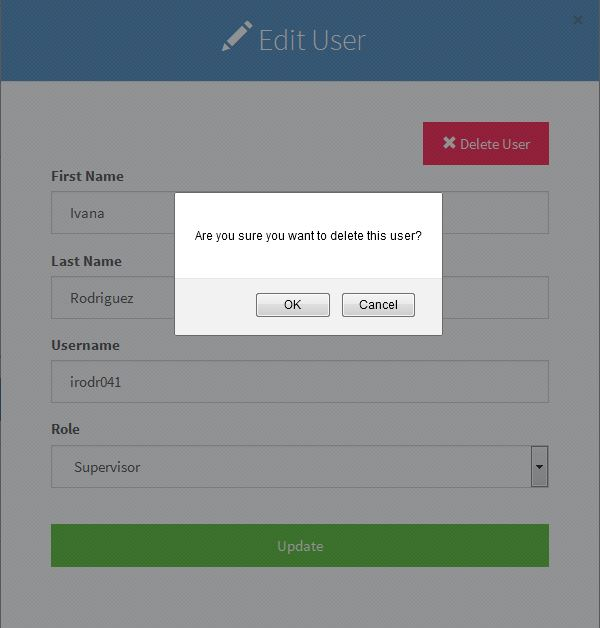 Edit User
Delete User
First Name
Ivana
Are you sure you want to delete this user?
Last Name
Rodriguez
OK Cancel
Username
irodr041
Role
Supervisor
Update